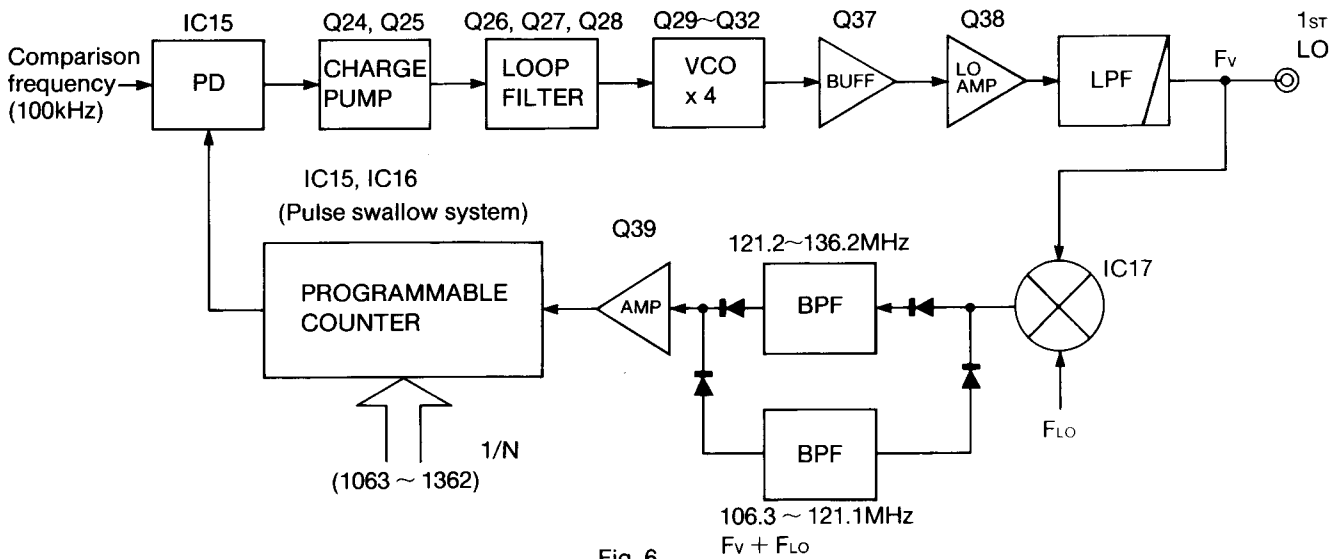 IC15
Q24, Q25
Q26, Q27, Q28
Q29~Q32
Q37
Q38
1ST
LO
Comparison
frequency
(100kHz)
PD
CHARGE
PUMP
LOOP
FILTER
VCO
x 4
BUFF
LO
AMP
LPF
Fv
IC15, IC16
(Pulse swallow system)
Q39
121.2~136.2MHz
IC17
PROGRAMMABLE
COUNTER
AMP
BPF
FLO
1/N
(1063 ~ 1362)
BPF
106.3 ~ 121.1MHz
Fv + FLO
Fig. 6